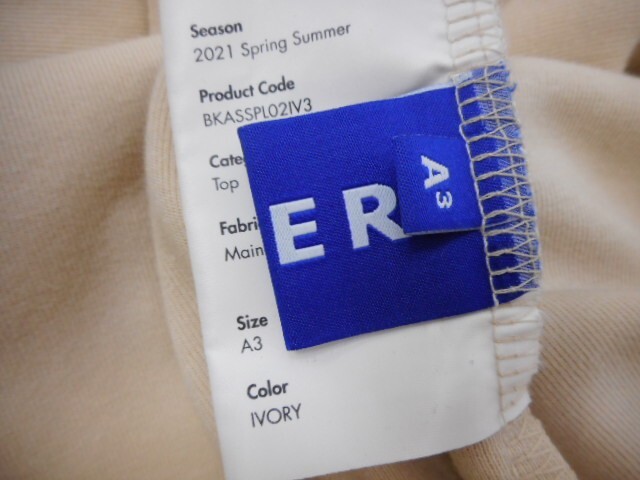 Season
2021 Spring Summer
Product Code
BKASSPL02IV3
Top
Main
Size
A3
Color
IVORY
ER
A3